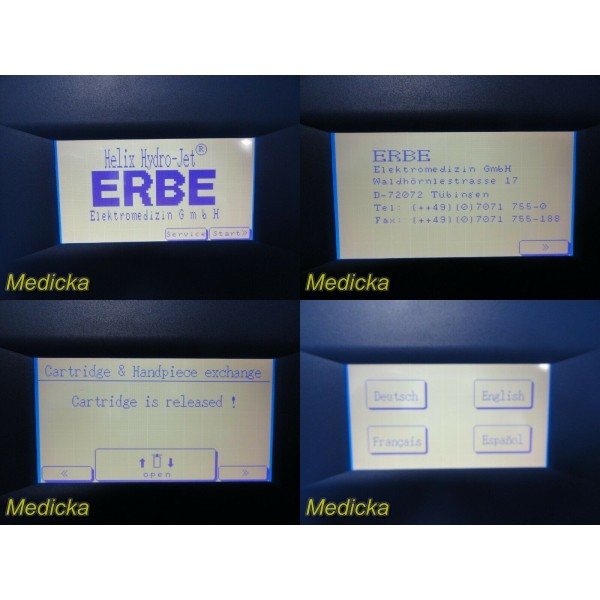 Helix Hydro-Jet®
ERBE
Elektromedizin G m b H
Service Start»
Medicka
ERBE
Elektromedizin GmbH
Waldhörnlestrasse 17
D-72072 Tübingen
Tel: (++49)(0)7071 755-0
Fax: (++49)(0)7071 755-188
»
Medicka
Cartridge & Handpiece exchange
Cartridge is released !
« open »
Medicka
Deutsch English
Français Español
Medicka